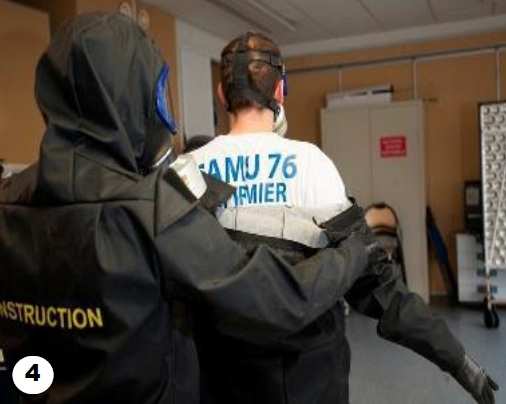 AMU 76
RMIER
NSTRUCTION
4